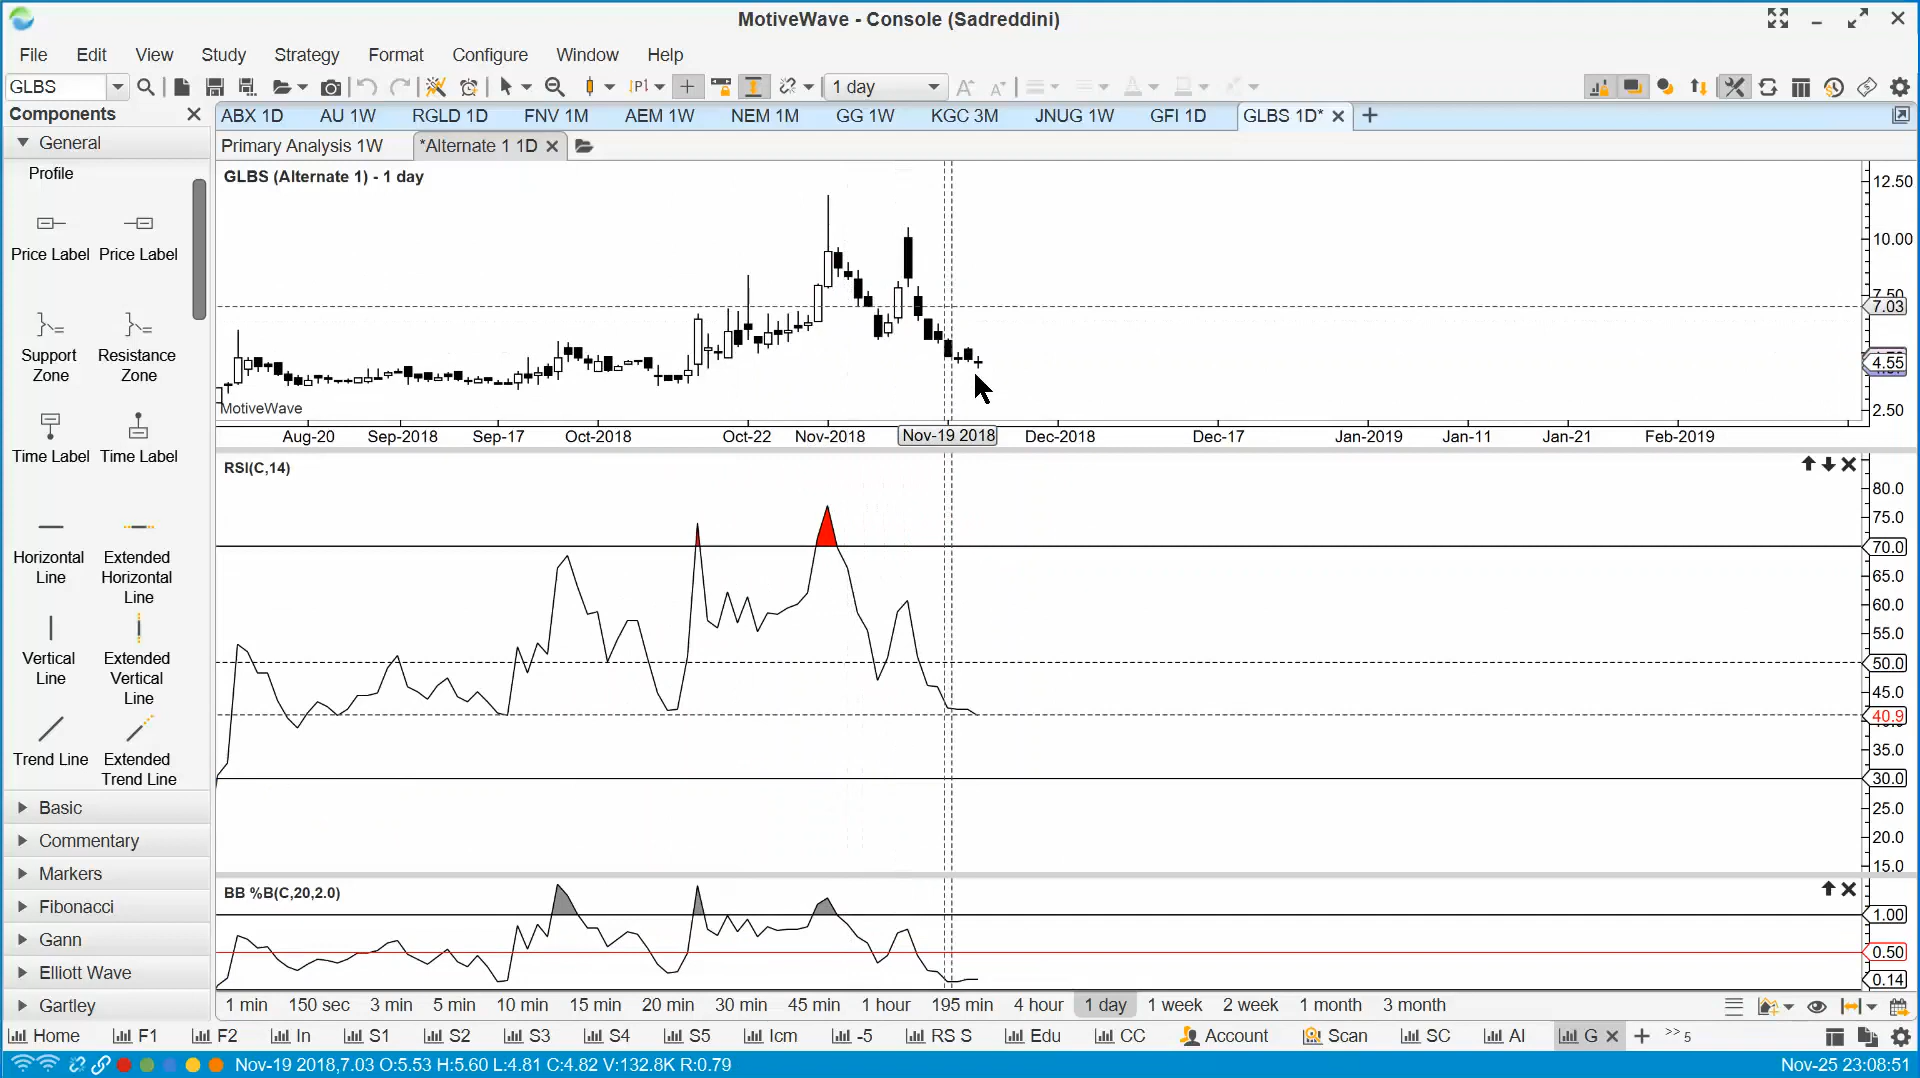 MotiveWave - Console (Sadreddini)
File Edit View Study Strategy Format Configure Window Help
GLBS 1 day
Components
General
Profile
Price Label Price Label
Support Zone Resistance Zone
Time Label Time Label
Horizontal Line Extended Horizontal Line
Vertical Line Extended Vertical Line
Trend Line Extended Trend Line
Basic
Commentary
Markers
Fibonacci
Gann
Elliott Wave
Gartley
ABX 1D AU 1W RGLD 1D FNV 1M AEM 1W NEM 1M GG 1W KGC 3M JNUG 1W GFI 1D GLBS 1D*
Primary Analysis 1W *Alternate 1 1D
GLBS (Alternate 1) - 1 day
12.50
10.00
7.50
7.03
4.55
2.50
MotiveWave
Aug-20 Sep-2018 Sep-17 Oct-2018 Oct-22 Nov-2018 Nov-19 2018 Dec-2018 Dec-17 Jan-2019 Jan-11 Jan-21 Feb-2019
RSI(C,14)
80.0
75.0
70.0
65.0
60.0
55.0
50.0
45.0
40.9
35.0
30.0
25.0
20.0
15.0
BB %B(C,20,2.0)
1.00
0.50
0.14
1 min 150 sec 3 min 5 min 10 min 15 min 20 min 30 min 45 min 1 hour 195 min 4 hour 1 day 1 week 2 week 1 month 3 month
Home F1 F2 In S1 S2 S3 S4 S5 Icm -5 RS S Edu CC Account Scan SC AI G >> 5
Nov-19 2018,7.03 O:5.53 H:5.60 L:4.81 C:4.82 V:132.8K R:0.79 Nov-25 23:08:51